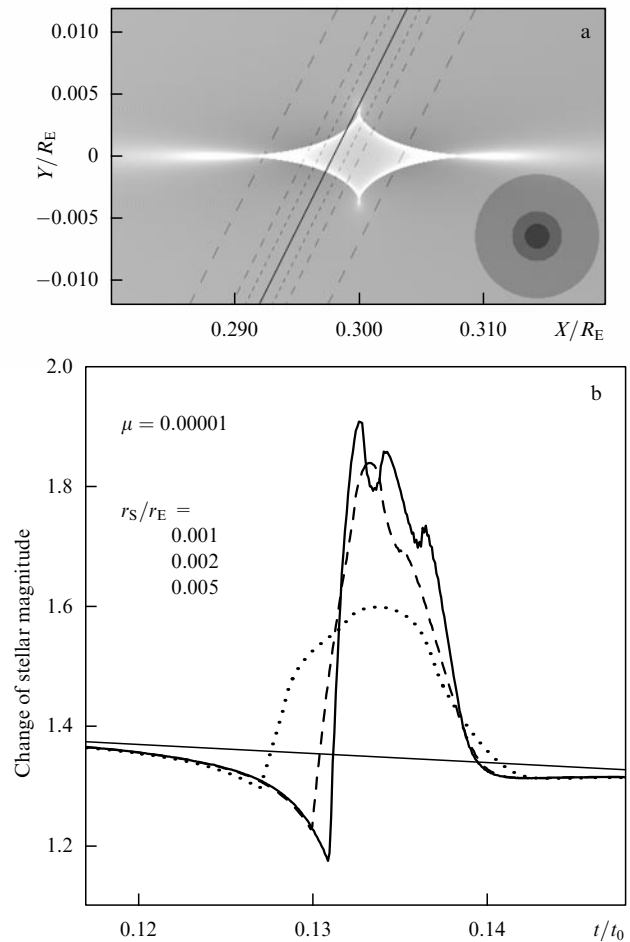 a
0.010
0.005
0
−0.005
−0.010
Y/R_E
0.290
0.300
0.310
X/R_E
b
2.0
1.8
1.6
1.4
1.2
Change of stellar magnitude
μ = 0.00001
r_S/r_E =
0.001
0.002
0.005
0.12
0.13
0.14
t/t_0